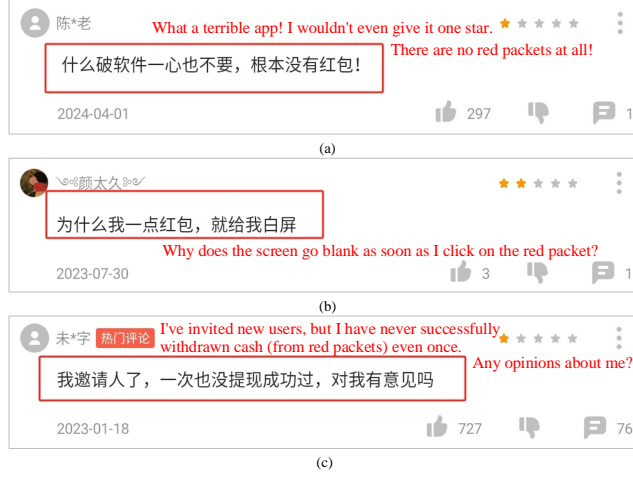 陈*老
What a terrible app! I wouldn't even give it one star.
There are no red packets at all!
什么破软件一心也不要，根本没有红包！
2024-04-01 297 1
(a)
颜太久
为什么我一点红包，就给我白屏
Why does the screen go blank as soon as I click on the red packet?
2023-07-30 3 1
(b)
未*字 热门评论
I've invited new users, but I have never successfully
withdrawn cash (from red packets) even once.
Any opinions about me?
我邀请人了，一次也没提现成功过，对我有意见吗
2023-01-18 727 76
(c)